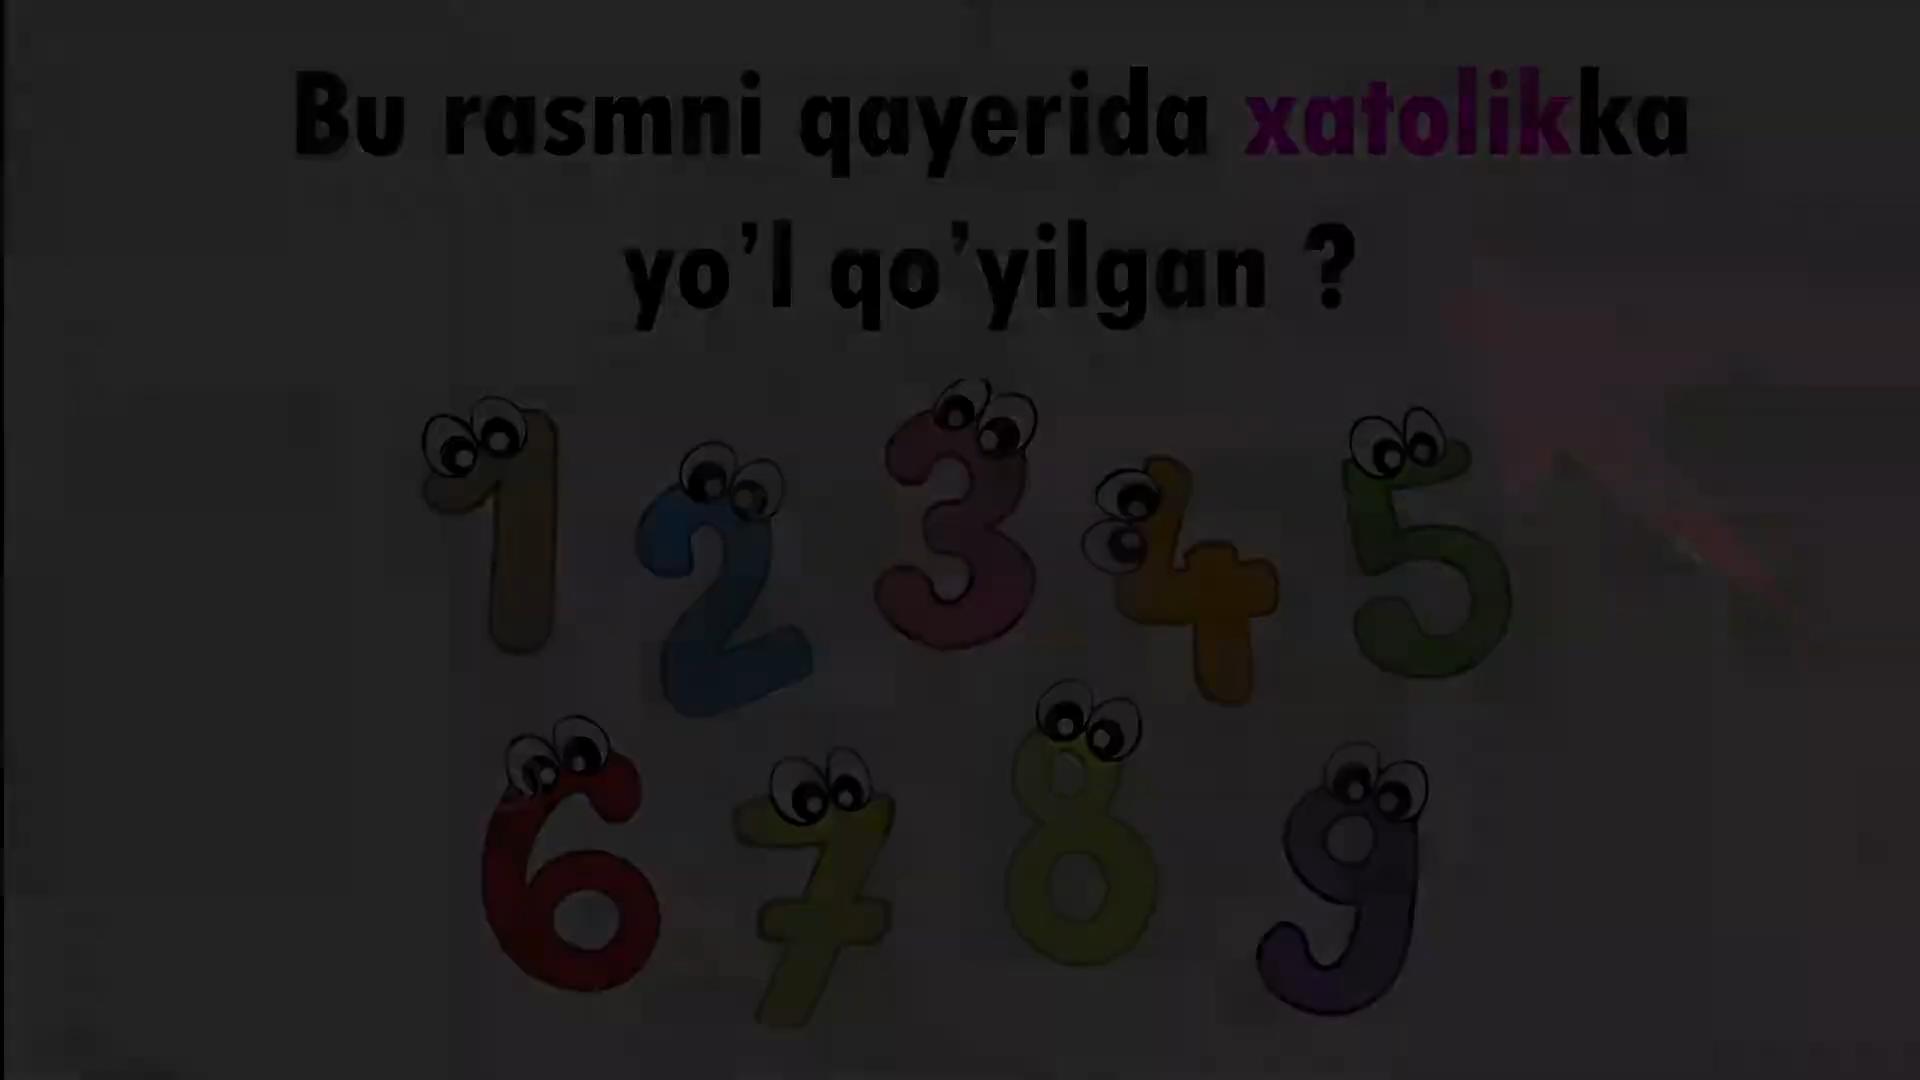 Bu rasmni qayerida xatolikka
yo’l qo’yilgan ?
1 2 3 4 5
6 7 8 9